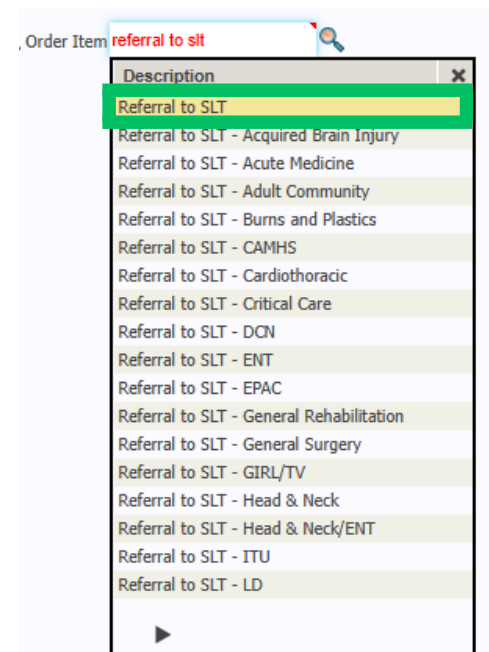 , Order Item referral to slt
Description
Referral to SLT
Referral to SLT - Acquired Brain Injury
Referral to SLT - Acute Medicine
Referral to SLT - Adult Community
Referral to SLT - Burns and Plastics
Referral to SLT - CAMHS
Referral to SLT - Cardiothoracic
Referral to SLT - Critical Care
Referral to SLT - DCN
Referral to SLT - ENT
Referral to SLT - EPAC
Referral to SLT - General Rehabilitation
Referral to SLT - General Surgery
Referral to SLT - GIRL/TV
Referral to SLT - Head & Neck
Referral to SLT - Head & Neck/ENT
Referral to SLT - ITU
Referral to SLT - LD